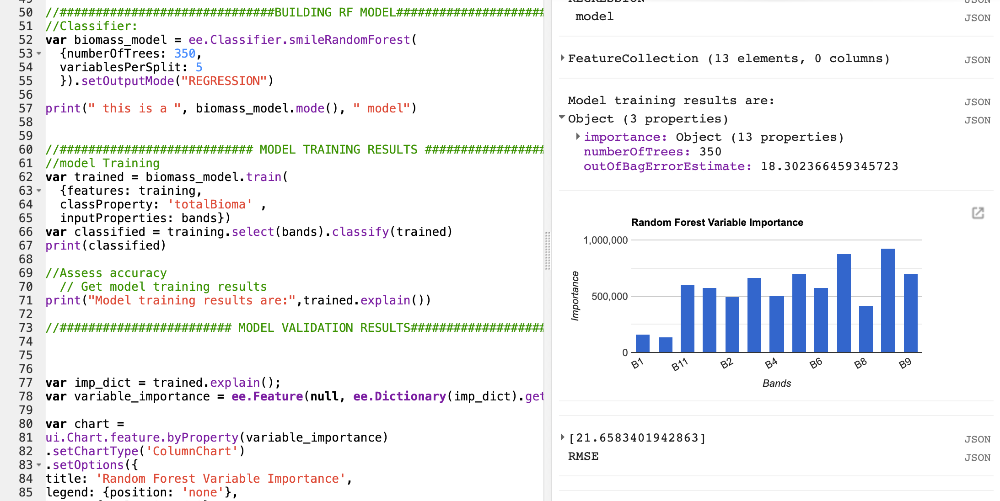 50 //##############################BUILDING RF MODEL#####################
51 //Classifier:
52 var biomass_model = ee.Classifier.smileRandomForest(
53 {numberOfTrees: 350,
54 variablesPerSplit: 5
55 }).setOutputMode("REGRESSION")
56
57 print(" this is a ", biomass_model.mode(), " model")
58
59
60 //########################### MODEL TRAINING RESULTS #################
61 //model Training
62 var trained = biomass_model.train(
63 {features: training,
64 classProperty: 'totalBioma' ,
65 inputProperties: bands})
66 var classified = training.select(bands).classify(trained)
67 print(classified)
68
69 //Assess accuracy
70 // Get model training results
71 print("Model training results are:",trained.explain())
72
73 //######################## MODEL VALIDATION RESULTS###################
74
75
76
77 var imp_dict = trained.explain();
78 var variable_importance = ee.Feature(null, ee.Dictionary(imp_dict).get
79
80 var chart =
81 ui.Chart.feature.byProperty(variable_importance)
82 .setChartType('ColumnChart')
83 .setOptions({
84 title: 'Random Forest Variable Importance',
85 legend: {position: 'none'},
REGRESSION JSON
model JSON
FeatureCollection (13 elements, 0 columns) JSON
Model training results are: JSON
Object (3 properties) JSON
importance: Object (13 properties)
numberOfTrees: 350
outOfBagErrorEstimate: 18.302366459345723
Random Forest Variable Importance
1,000,000
500,000
0
Importance
B1 B11 B2 B4 B6 B8 B9
Bands
[21.6583401942863] JSON
RMSE JSON